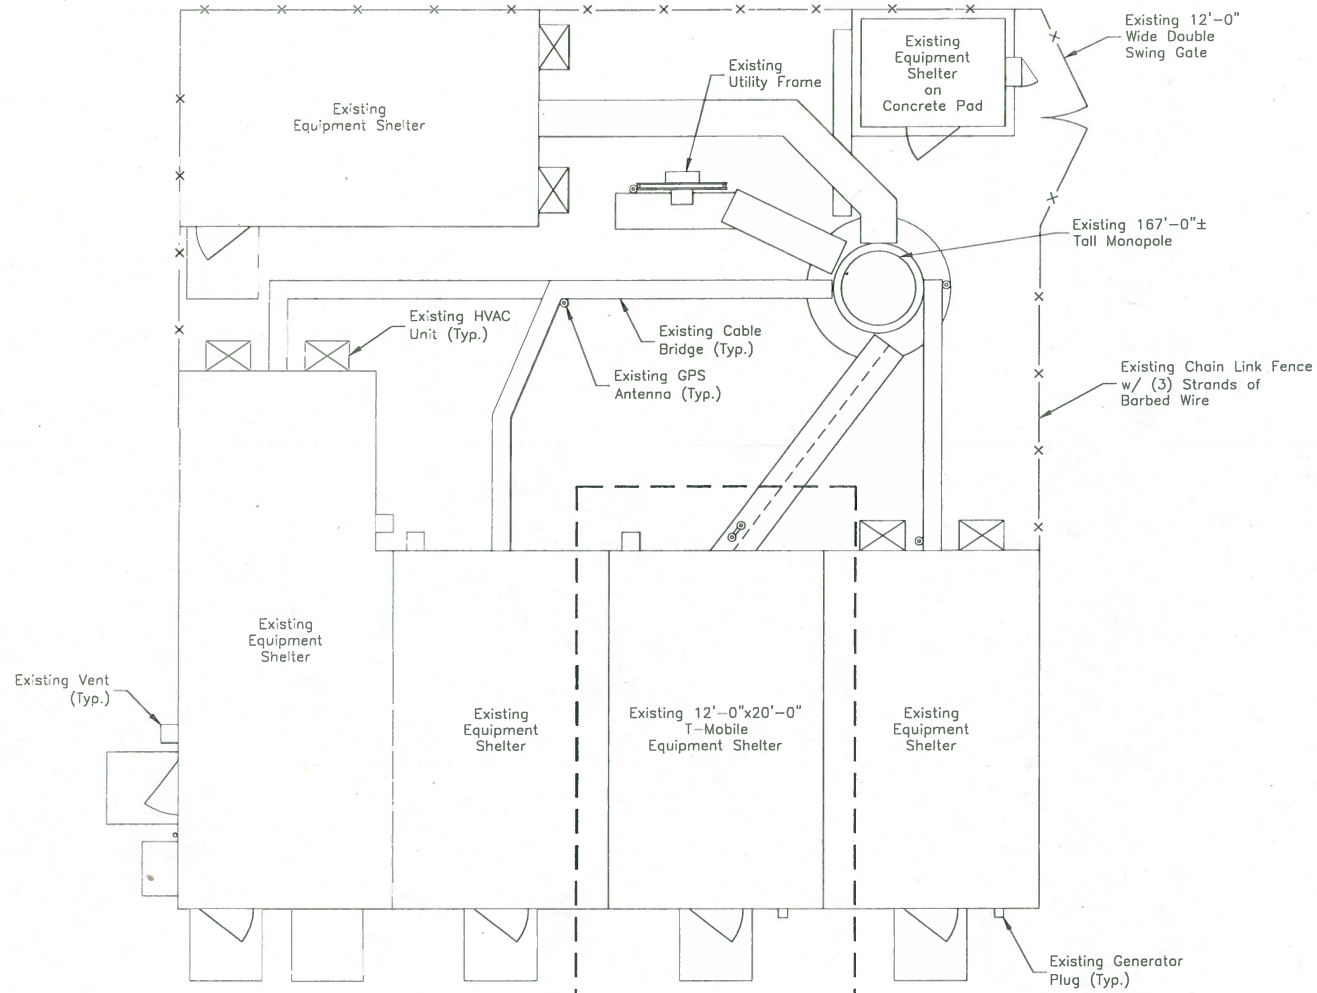 Existing 12'-0"
Wide Double
Swing Gate
Existing
Equipment
Shelter
on
Concrete Pad
Existing
Utility Frame
Existing
Equipment Shelter
Existing 167'-0"±
Tall Monopole
Existing HVAC
Unit (Typ.)
Existing Cable
Bridge (Typ.)
Existing GPS
Antenna (Typ.)
Existing Chain Link Fence
w/ (3) Strands of
Barbed Wire
Existing
Equipment
Shelter
Existing Vent
(Typ.)
Existing
Equipment
Shelter
Existing 12'-0"x20'-0"
T-Mobile
Equipment Shelter
Existing
Equipment
Shelter
Existing Generator
Plug (Typ.)